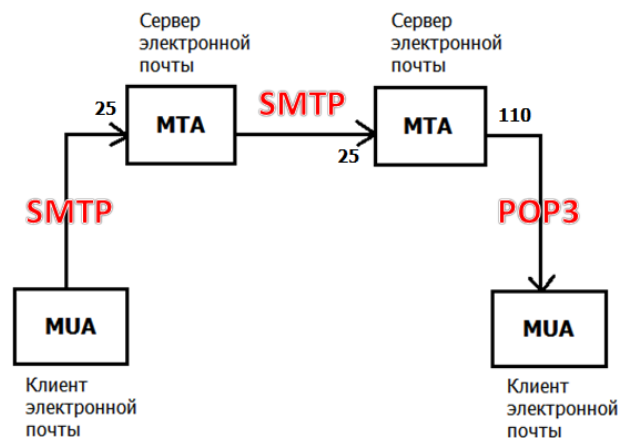 Сервер
электронной
почты
Сервер
электронной
почты
25
MTA
SMTP
25
MTA
110
SMTP
POP3
MUA
MUA
Клиент
электронной
почты
Клиент
электронной
почты